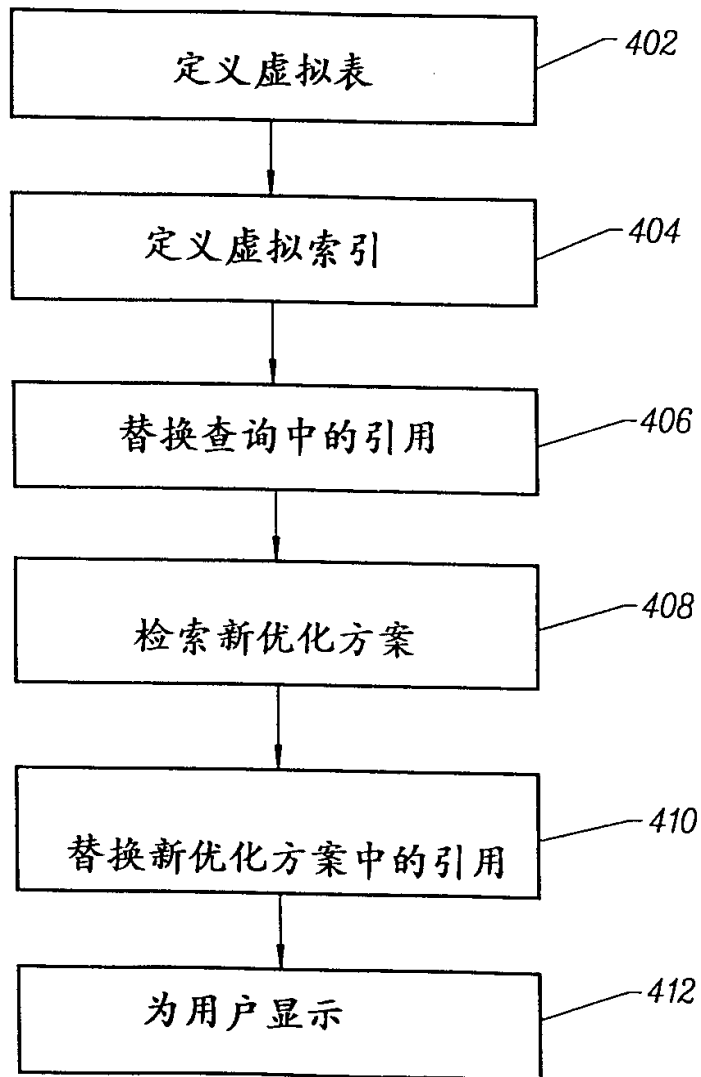 定义虚拟表
402
定义虚拟索引
404
替换查询中的引用
406
检索新优化方案
408
替换新优化方案中的引用
410
为用户显示
412